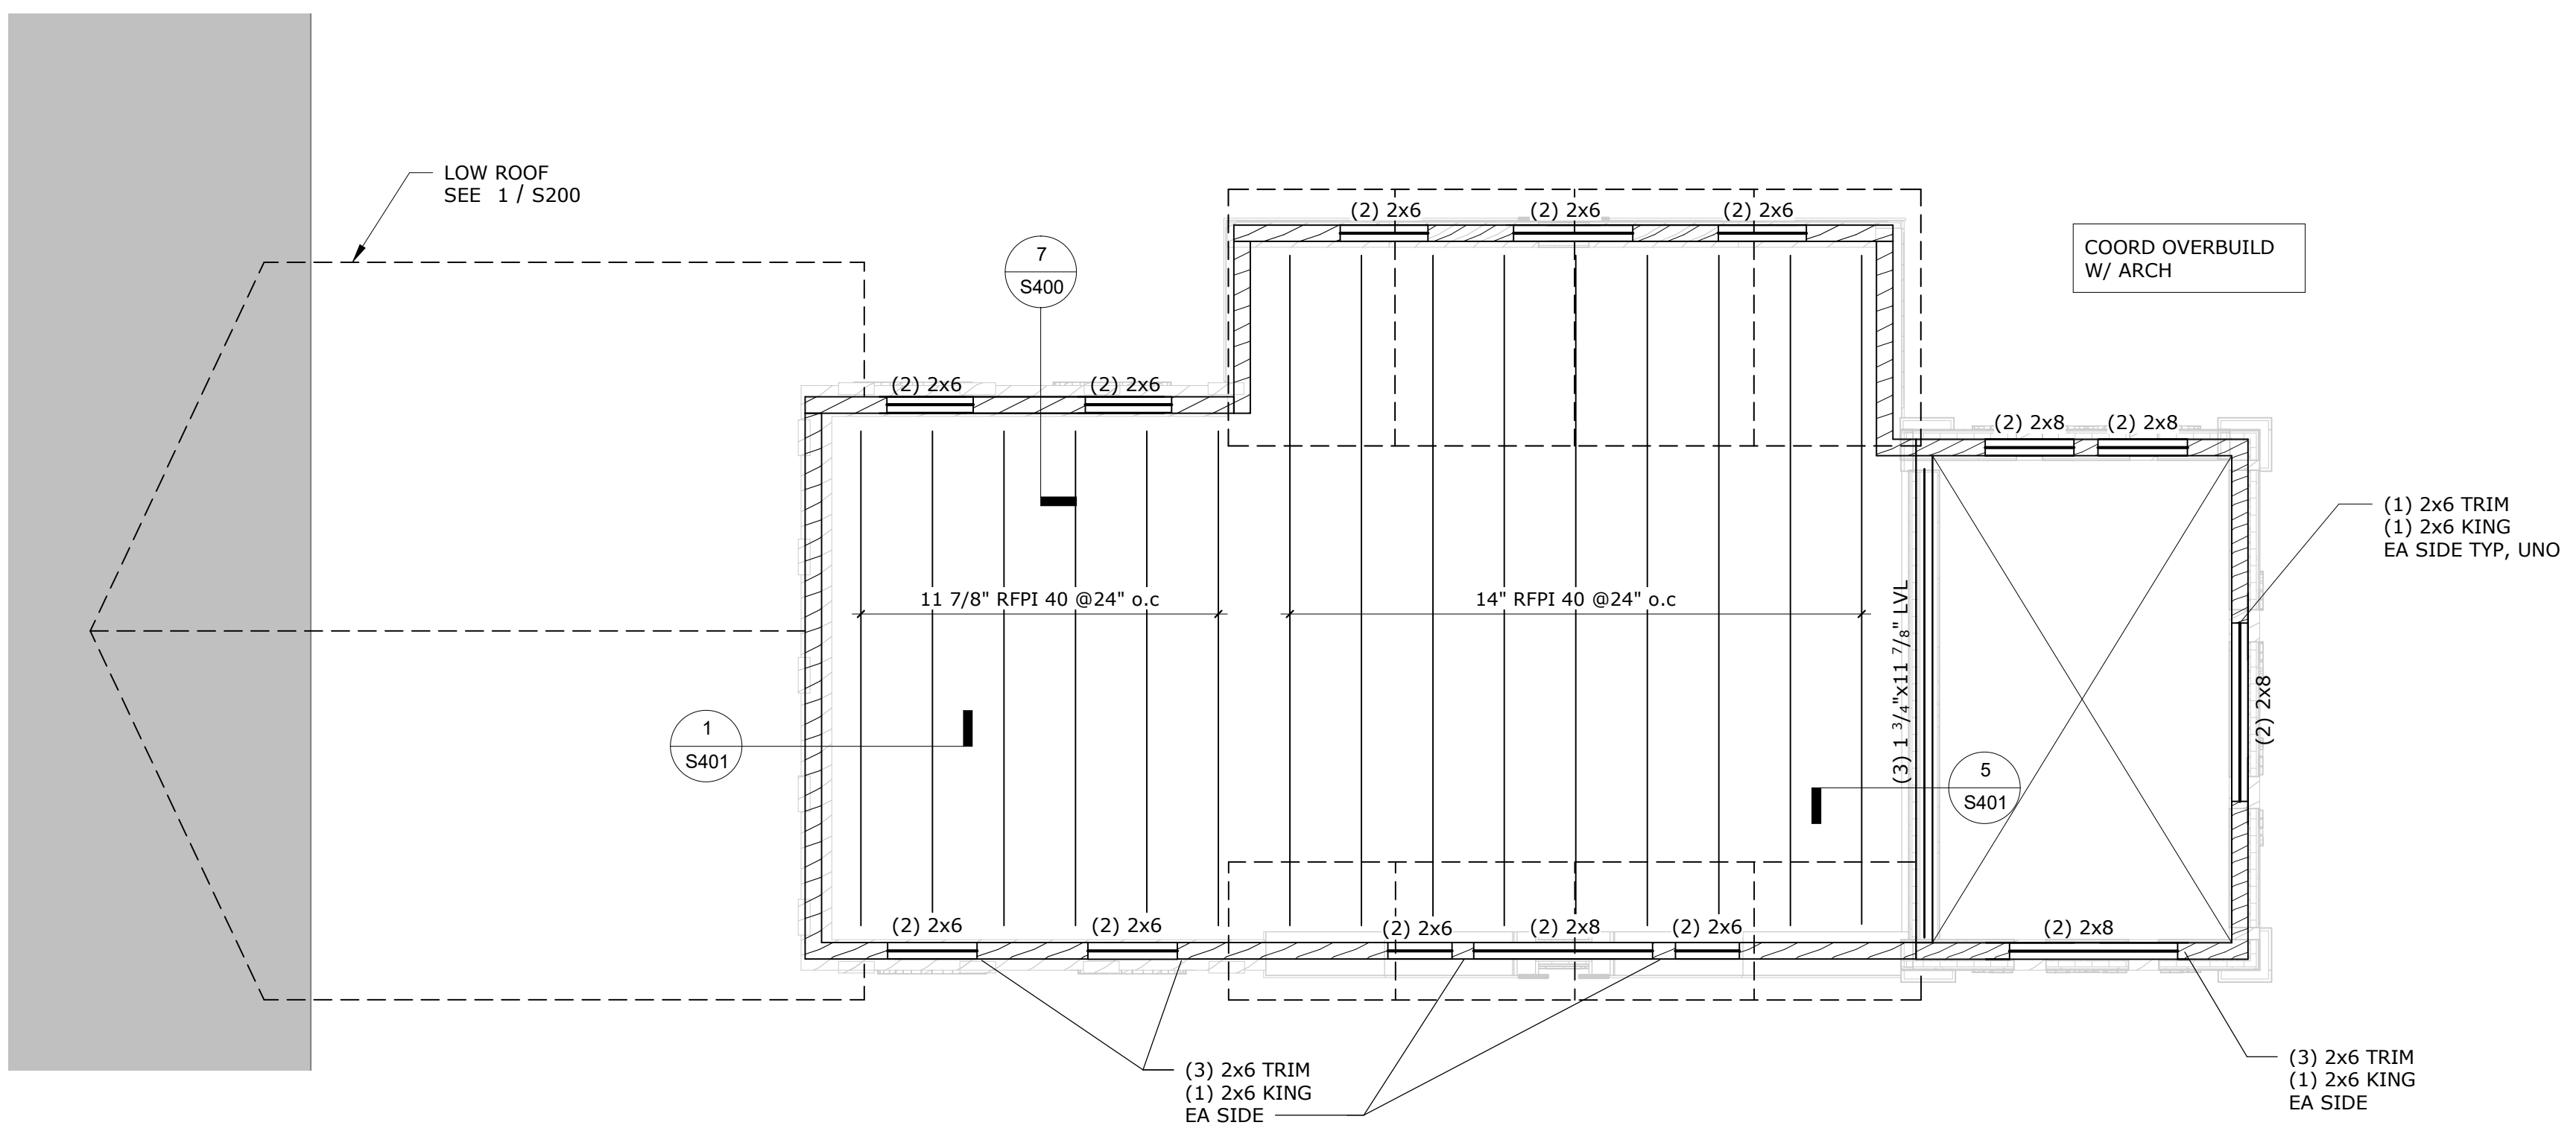 LOW ROOF
SEE 1 / S200
7
S400
(2) 2x6
(2) 2x6
(2) 2x6
COORD OVERBUILD
W/ ARCH
(2) 2x6
(2) 2x6
(2) 2x8
(2) 2x8
(1) 2x6 TRIM
(1) 2x6 KING
EA SIDE TYP, UNO
11 7/8" RFPI 40 @24" o.c
14" RFPI 40 @24" o.c
(3) 1 3/4"x11 7/8" LVL
(2) 2x8
1
S401
5
S401
(2) 2x6
(2) 2x6
(2) 2x6
(2) 2x8
(2) 2x6
(2) 2x8
(3) 2x6 TRIM
(1) 2x6 KING
EA SIDE
(3) 2x6 TRIM
(1) 2x6 KING
EA SIDE